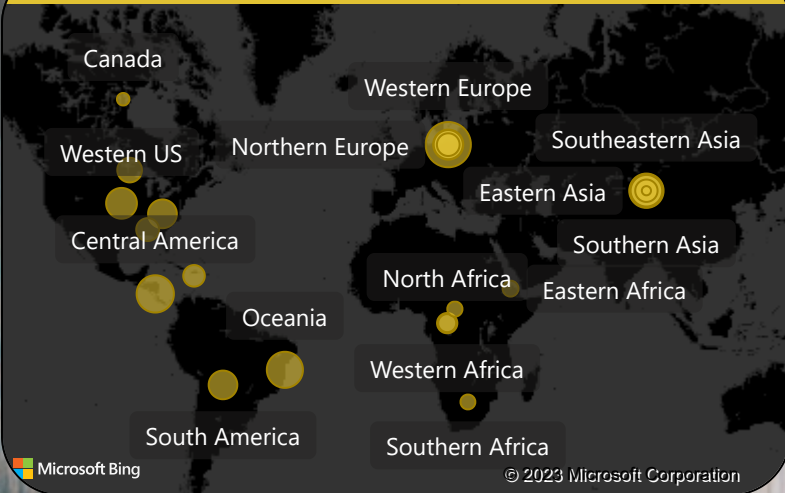 Canada
Western Europe
Western US
Northern Europe
Southeastern Asia
Eastern Asia
Central America
Southern Asia
North Africa
Eastern Africa
Oceania
Western Africa
South America
Southern Africa
Microsoft Bing
© 2023 Microsoft Corporation